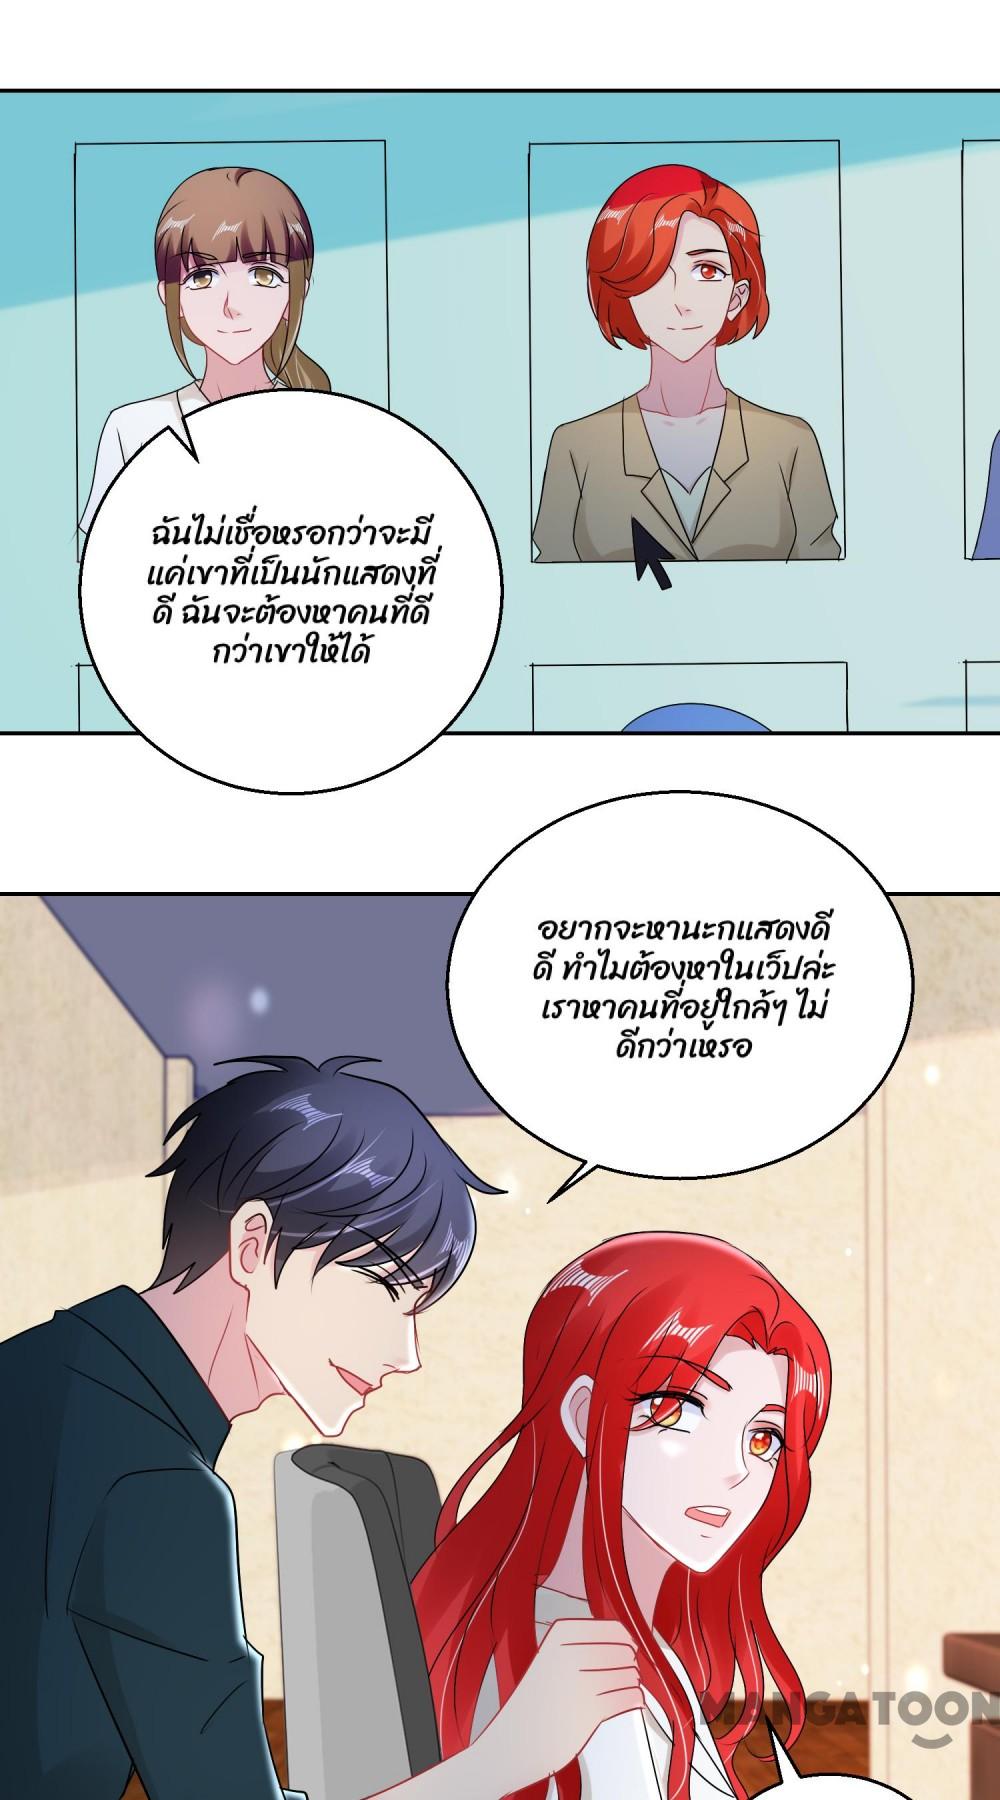 ฉันไม่เชื่อหรอกว่าจะมี
แค่เขาที่เป็นนักแสดงที่
ดี ฉันจะต้องหาคนที่ดี
กว่าเขาให้ได้
อยากจะหานะกแสดงดี
ดี ทำไมต้องหาในเว็ปล่ะ
เราหาคนที่อยู่ใกล้ๆ ไม่
ดีกว่าเหรอ
MANGATOON